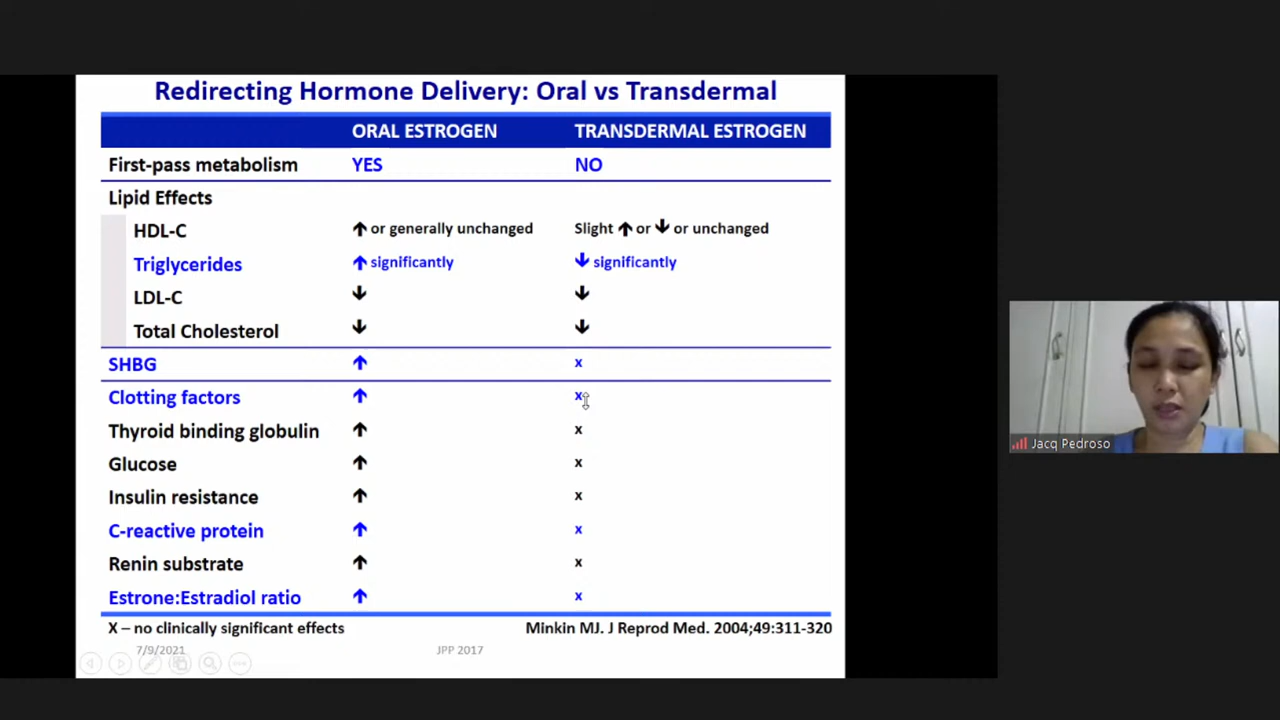 Redirecting Hormone Delivery: Oral vs Transdermal
ORAL ESTROGEN TRANSDERMAL ESTROGEN
First-pass metabolism YES NO
Lipid Effects
HDL-C ↑ or generally unchanged Slight ↑ or ↓ or unchanged
Triglycerides ↑ significantly ↓ significantly
LDL-C ↓ ↓
Total Cholesterol ↓ ↓
SHBG ↑ x
Clotting factors ↑ x
Thyroid binding globulin ↑ x
Glucose ↑ x
Insulin resistance ↑ x
C-reactive protein ↑ x
Renin substrate ↑ x
Estrone:Estradiol ratio ↑ x
X – no clinically significant effects Minkin MJ. J Reprod Med. 2004;49:311-320
7/9/2021 JPP 2017
Jacq Pedroso